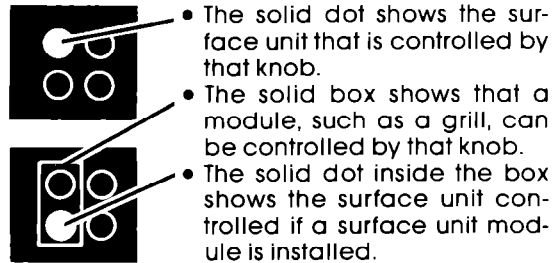 • The solid dot shows the sur-
face unit that is controlled by
that knob.
• The solid box shows that a
module, such as a grill, can
be controlled by that knob.
• The solid dot inside the box
shows the surface unit con-
trolled if a surface unit mod-
ule is installed.